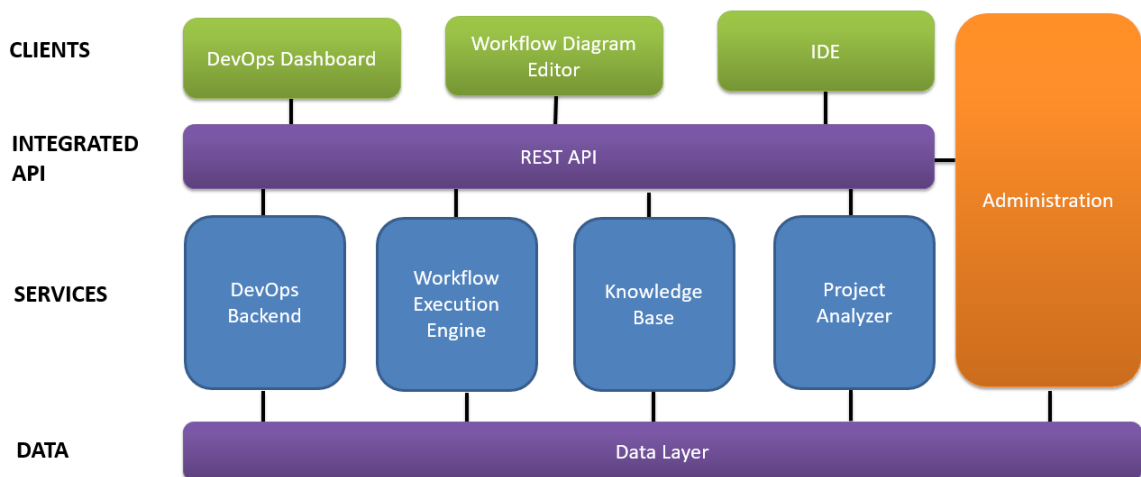 CLIENTS
DevOps Dashboard
Workflow Diagram
Editor
IDE
INTEGRATED
API
REST API
Administration
SERVICES
DevOps
Backend
Workflow
Execution
Engine
Knowledge
Base
Project
Analyzer
DATA
Data Layer